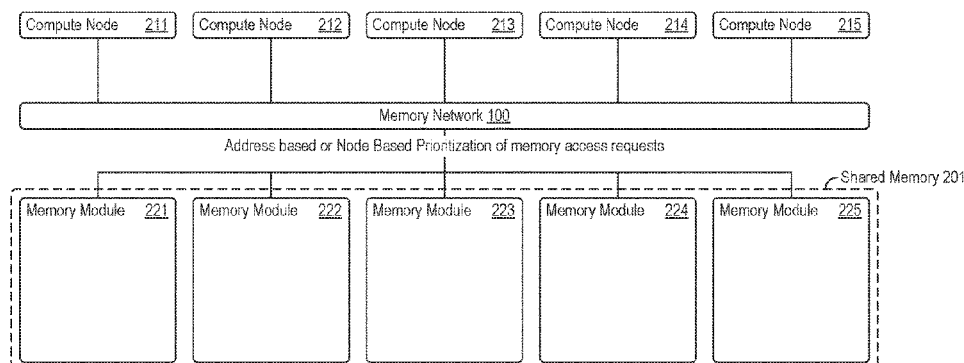 Compute Node 211 Compute Node 212 Compute Node 213 Compute Node 214 Compute Node 215
Memory Network 100
Address based or Node Based Prioritization of memory access requests
Shared Memory 201
Memory Module 221 Memory Module 222 Memory Module 223 Memory Module 224 Memory Module 225